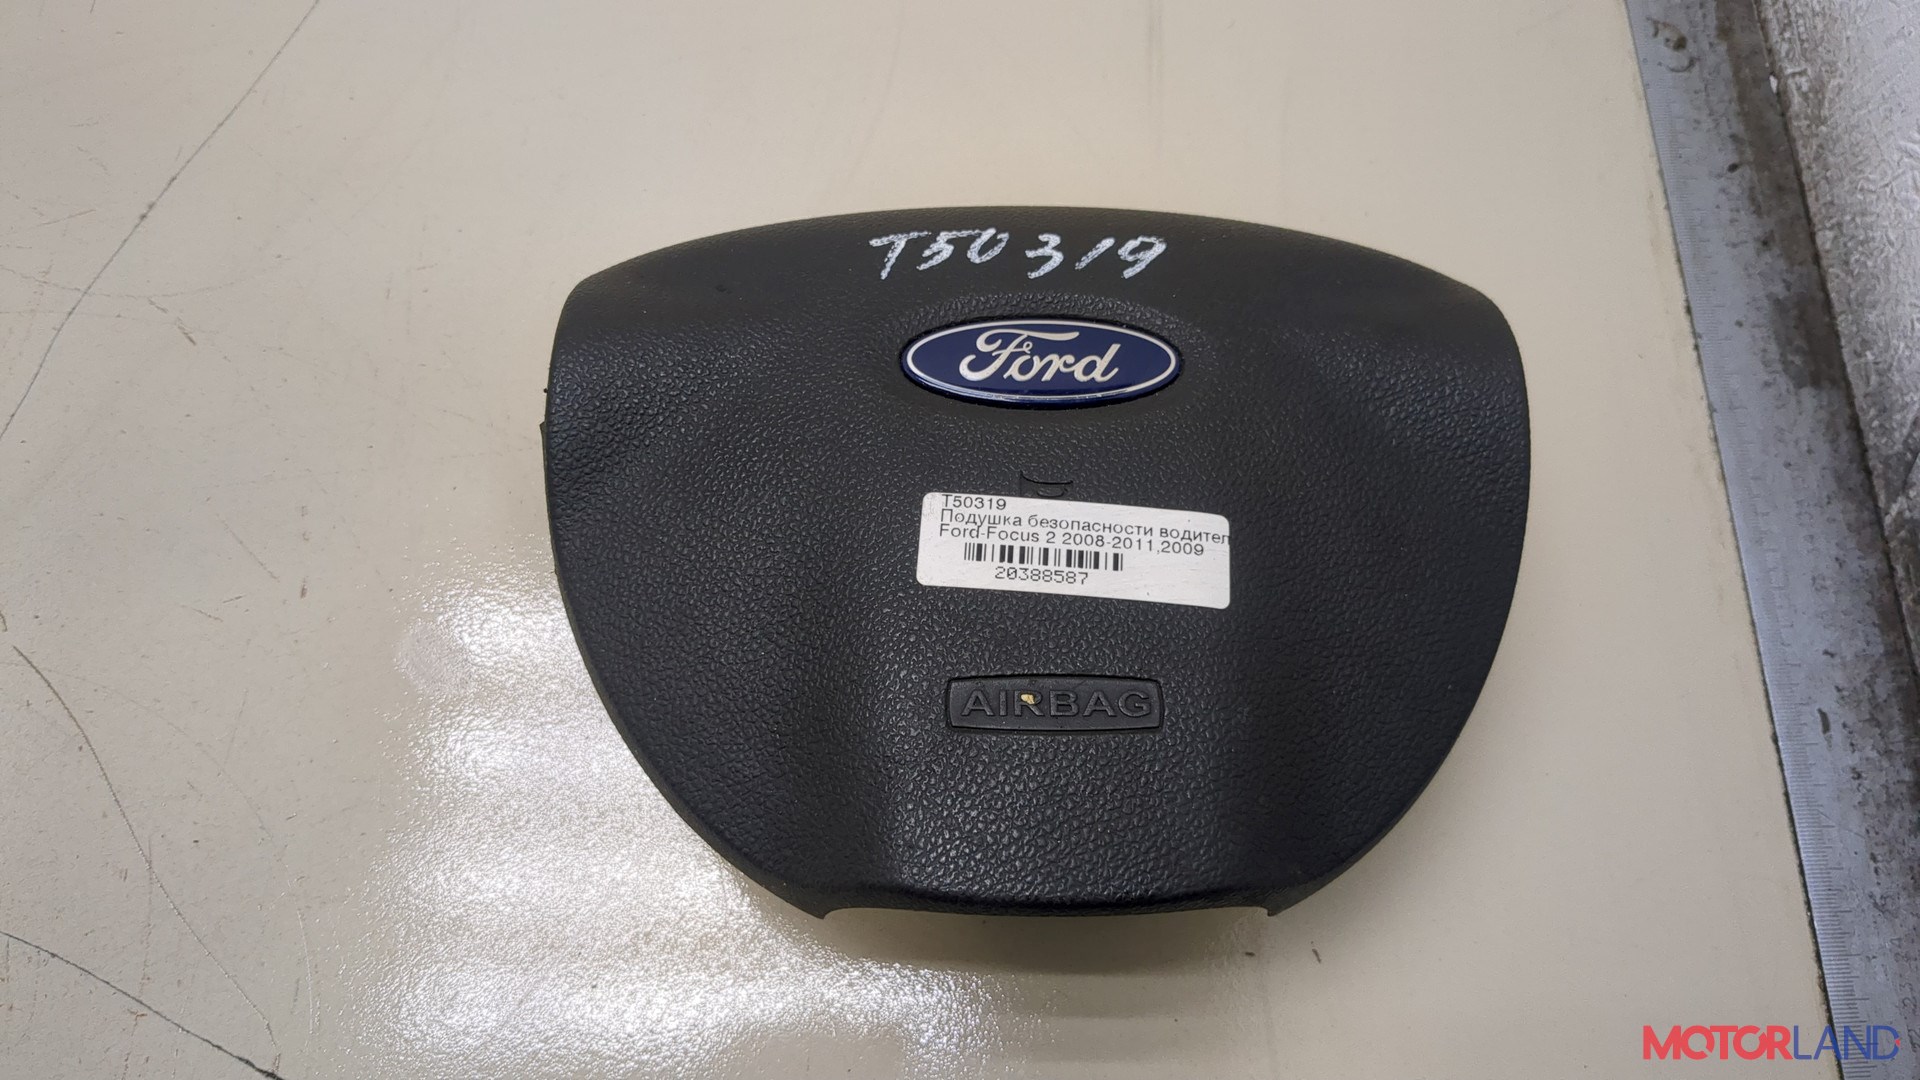 T50319
Ford
T50319
Подушка безопасности водител
Ford-Focus 2 2008-2011,2009
20388587
AIRBAG
MOTORLAND